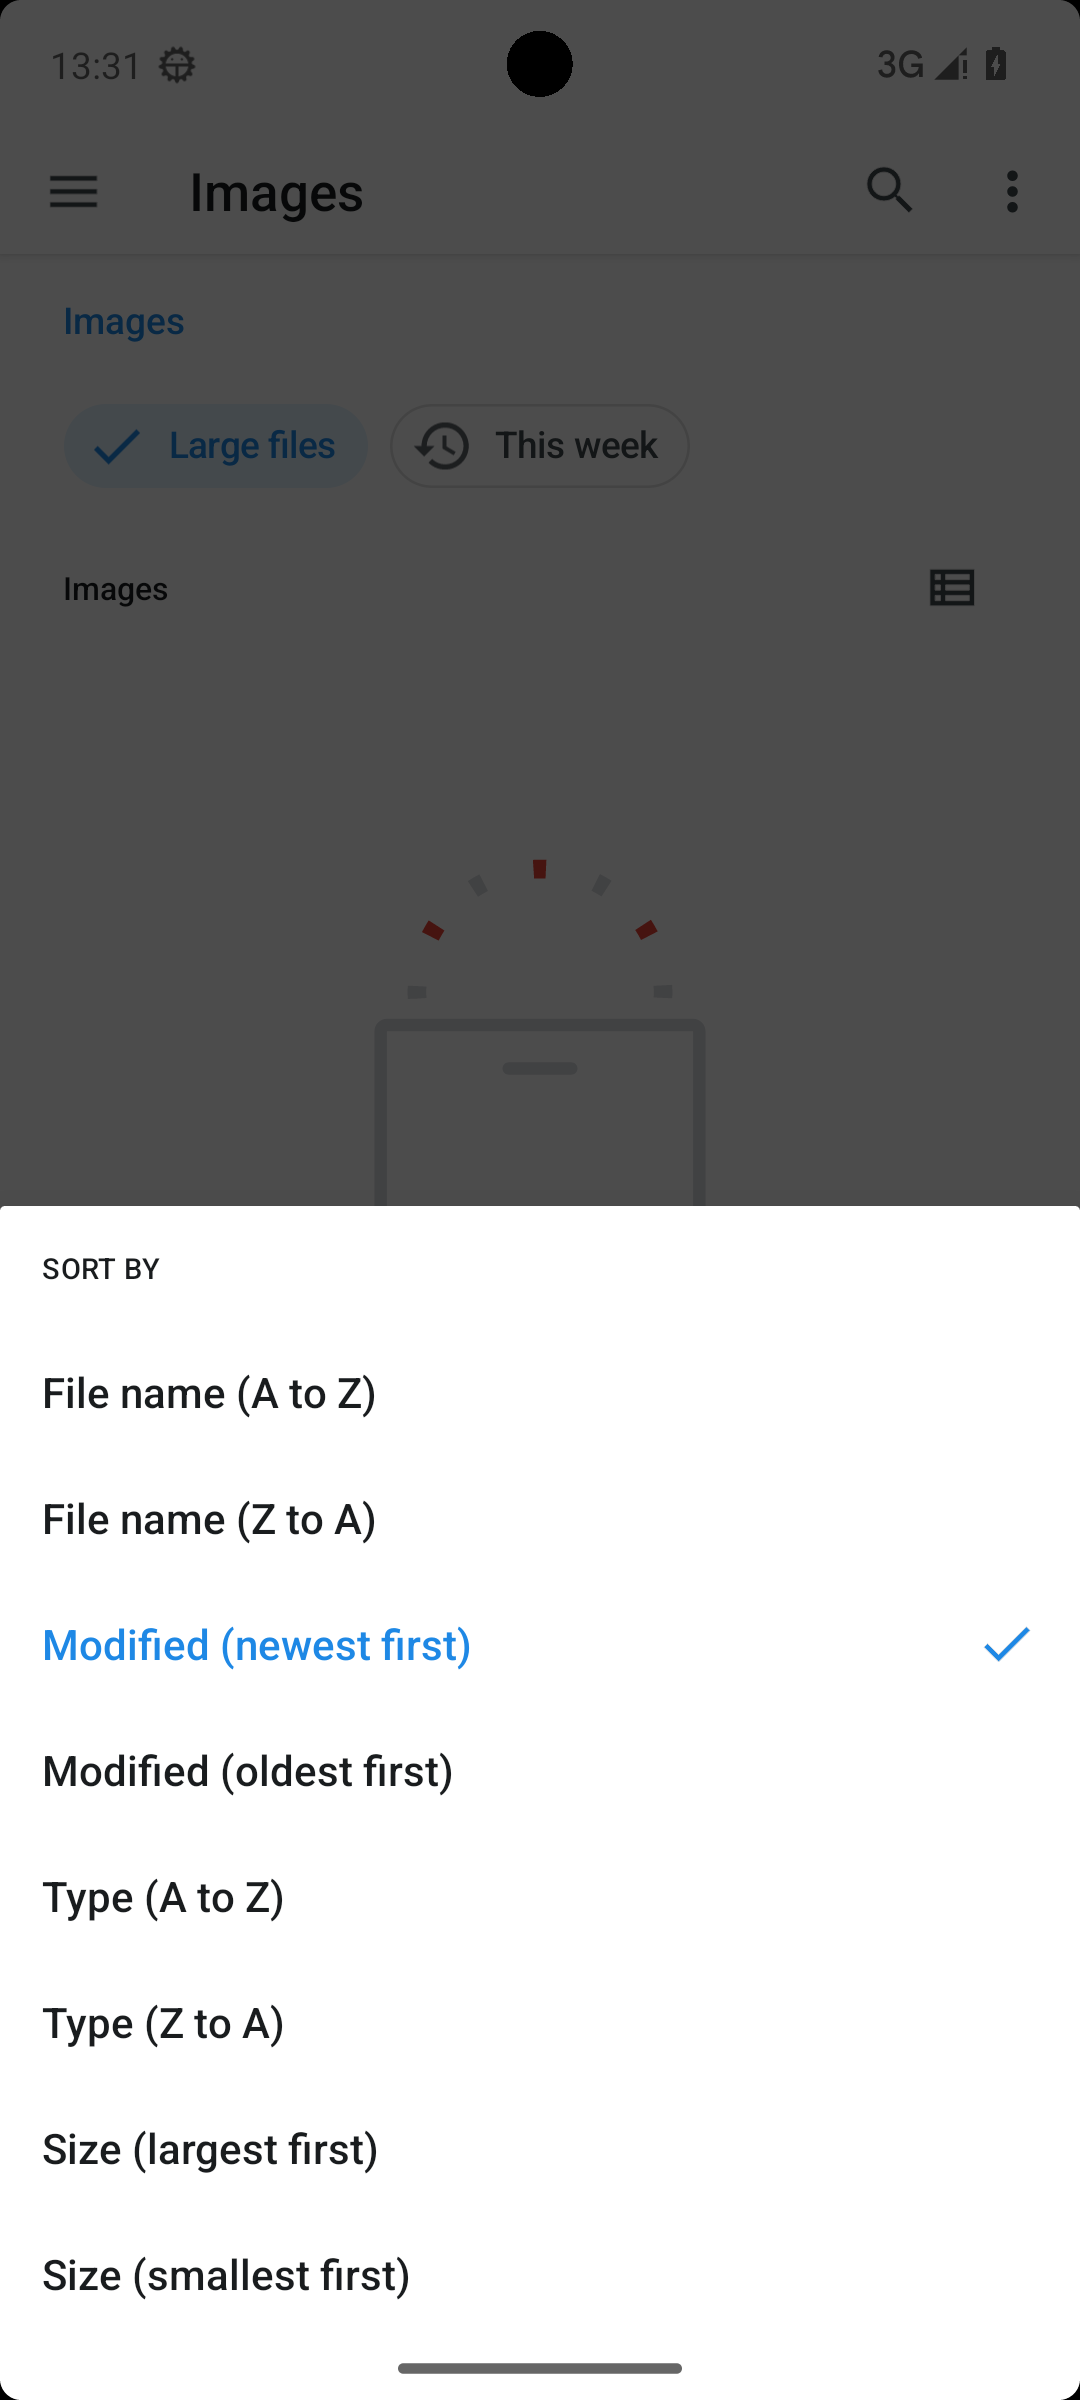 13:31
3G
Images
Images
Large files
This week
Images
SORT BY
File name (A to Z)
File name (Z to A)
Modified (newest first)
Modified (oldest first)
Type (A to Z)
Type (Z to A)
Size (largest first)
Size (smallest first)